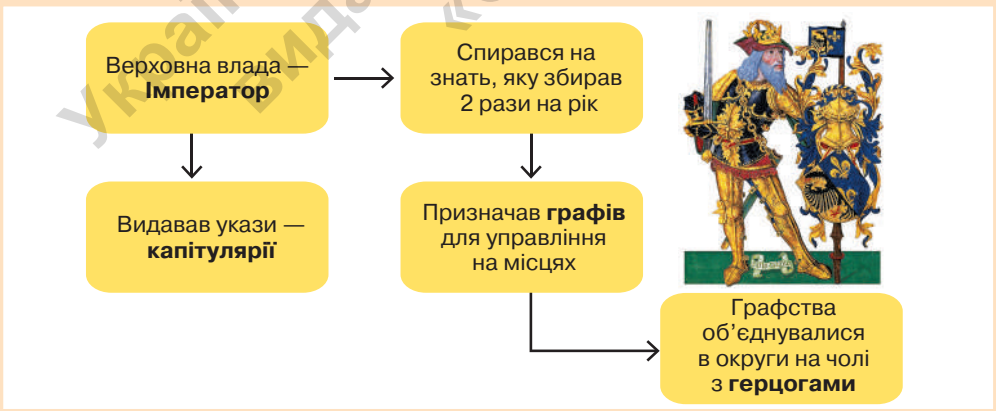 Верховна влада —
Імператор
Спирався на
знать, яку збирав
2 рази на рік
Видавав укази —
капітулярії
Призначав графів
для управління
на місцях
Графства
об’єднувалися
в округи на чолі
з герцогами